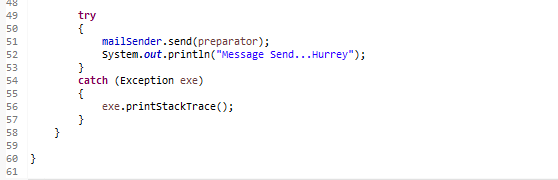 48
49 try
50 {
51 mailSender.send(preparator);
52 System.out.println("Message Send...Hurrey");
53 }
54 catch (Exception exe)
55 {
56 exe.printStackTrace();
57 }
58 }
59
60 }
61